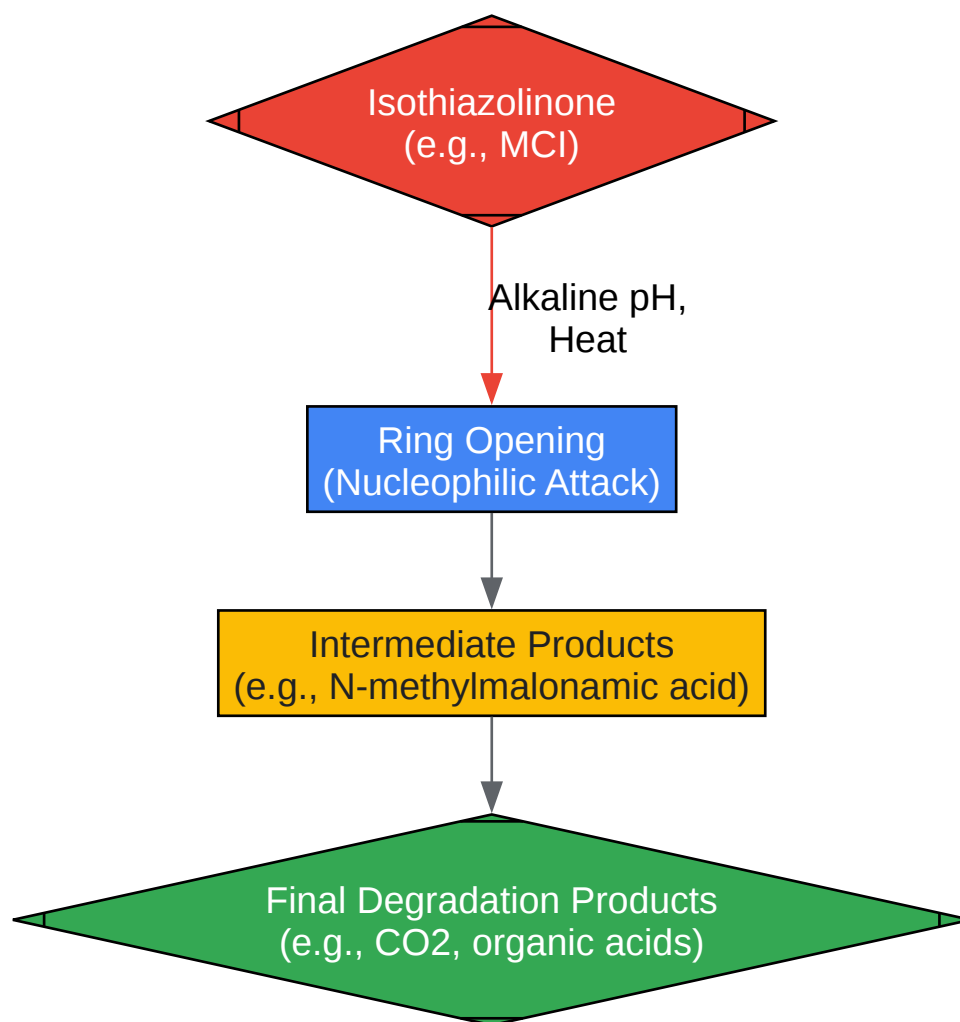 Isothiazolinone
(e.g., MCI)
Alkaline pH,
Heat
Ring Opening
(Nucleophilic Attack)
Intermediate Products
(e.g., N-methylmalonamic acid)
Final Degradation Products
(e.g., CO2, organic acids)